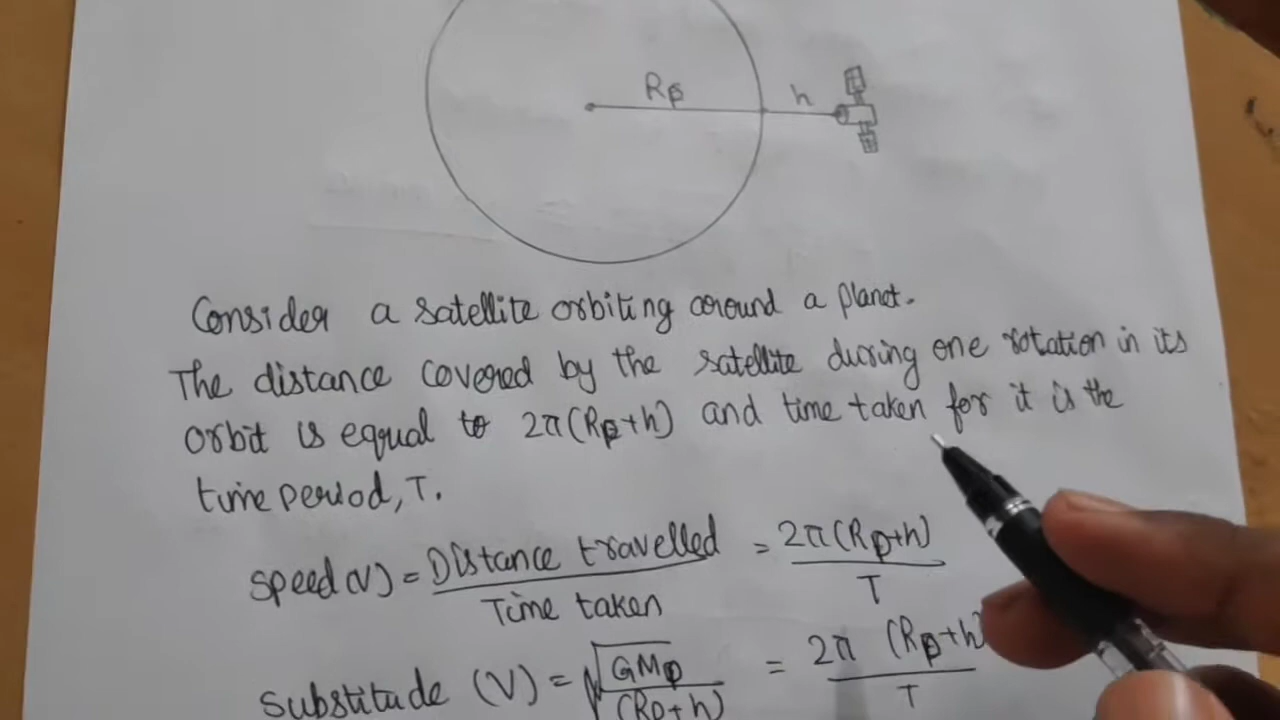 Rp h
Consider a satellite orbiting around a planet.
The distance covered by the satellite during one rotation in its
orbit is equal to 2π(Rp+h) and time taken for it is the
time period, T.
Speed (V) = Distance travelled / Time taken = 2π(Rp+h) / T
Substitude (V) = √GMp / (Rp+h) = 2π (Rp+h) / T